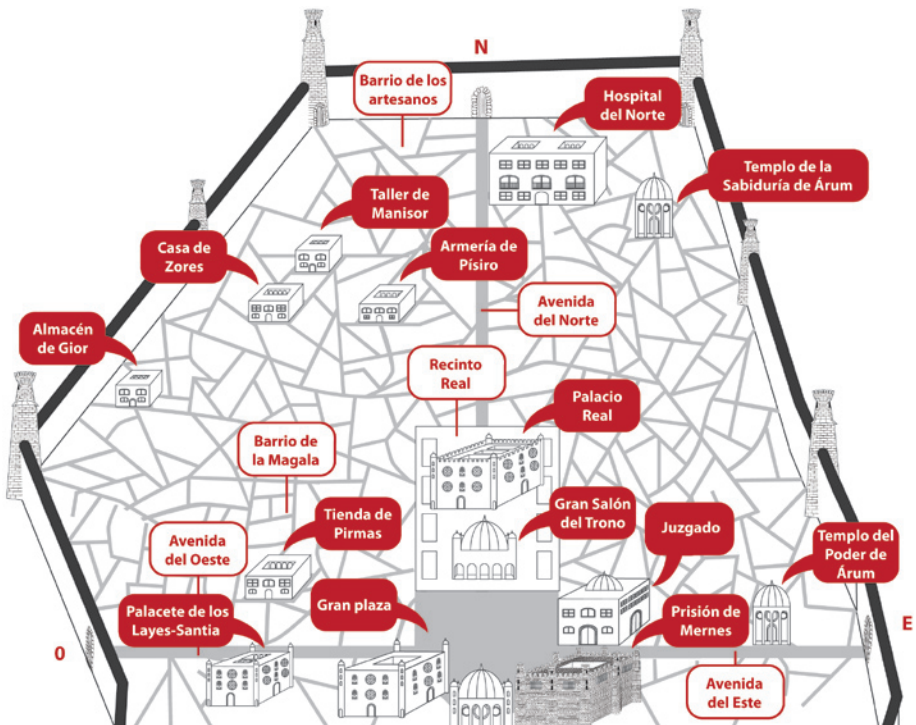 N
Barrio de los
artesanos
Hospital
del Norte
Templo de la
Sabiduría de Árum
Taller de
Manisor
Casa de
Zores
Armería de
Písiro
Avenida
del Norte
Almacén
de Gior
Recinto
Real
Palacio
Real
Barrio de
la Magala
Tienda de
Pirmas
Gran Salón
del Trono
Juzgado
Templo del
Poder de
Árum
Avenida
del Oeste
Palacete de los
Layes-Santia
Gran plaza
Prisión de
Mernes
O
E
Avenida
del Este